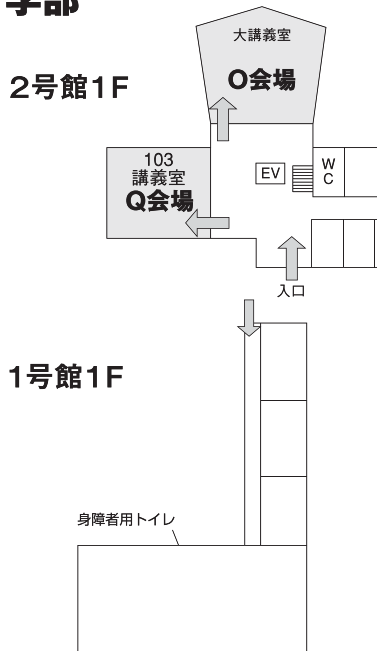 学部
2号館1F
大講義室
O会場
103
講義室
Q会場
EV
W
C
入口
1号館1F
身障者用トイレ